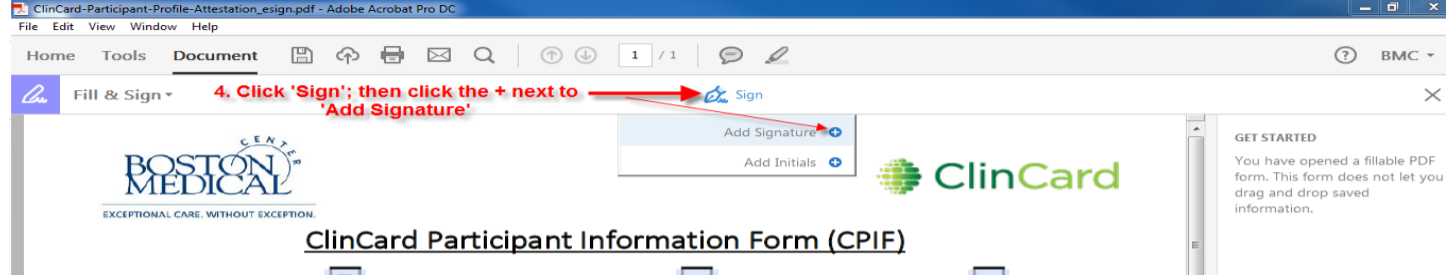 ClinCard-Participant-Profile-Attestation_esign.pdf - Adobe Acrobat Pro DC
File Edit View Window Help
Home Tools Document 1 / 1 ? BMC
Fill & Sign
4. Click 'Sign'; then click the + next to
'Add Signature'
Sign
Add Signature
Add Initials
BOSTON
MEDICAL
CENTER
EXCEPTIONAL CARE. WITHOUT EXCEPTION.
ClinCard
ClinCard Participant Information Form (CPIF)
GET STARTED
You have opened a fillable PDF
form. This form does not let you
drag and drop saved
information.